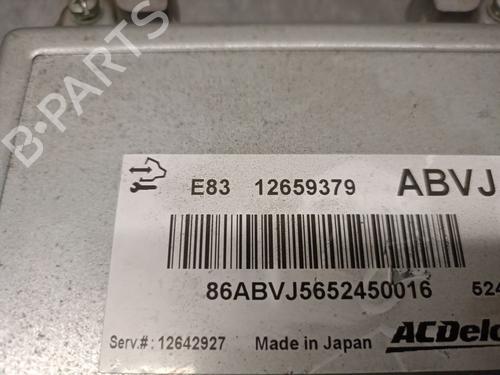 B-PARTS
E83 12659379 ABVJ
86ABVJ5652450016 524
Serv.#: 12642927 Made in Japan ACDelco